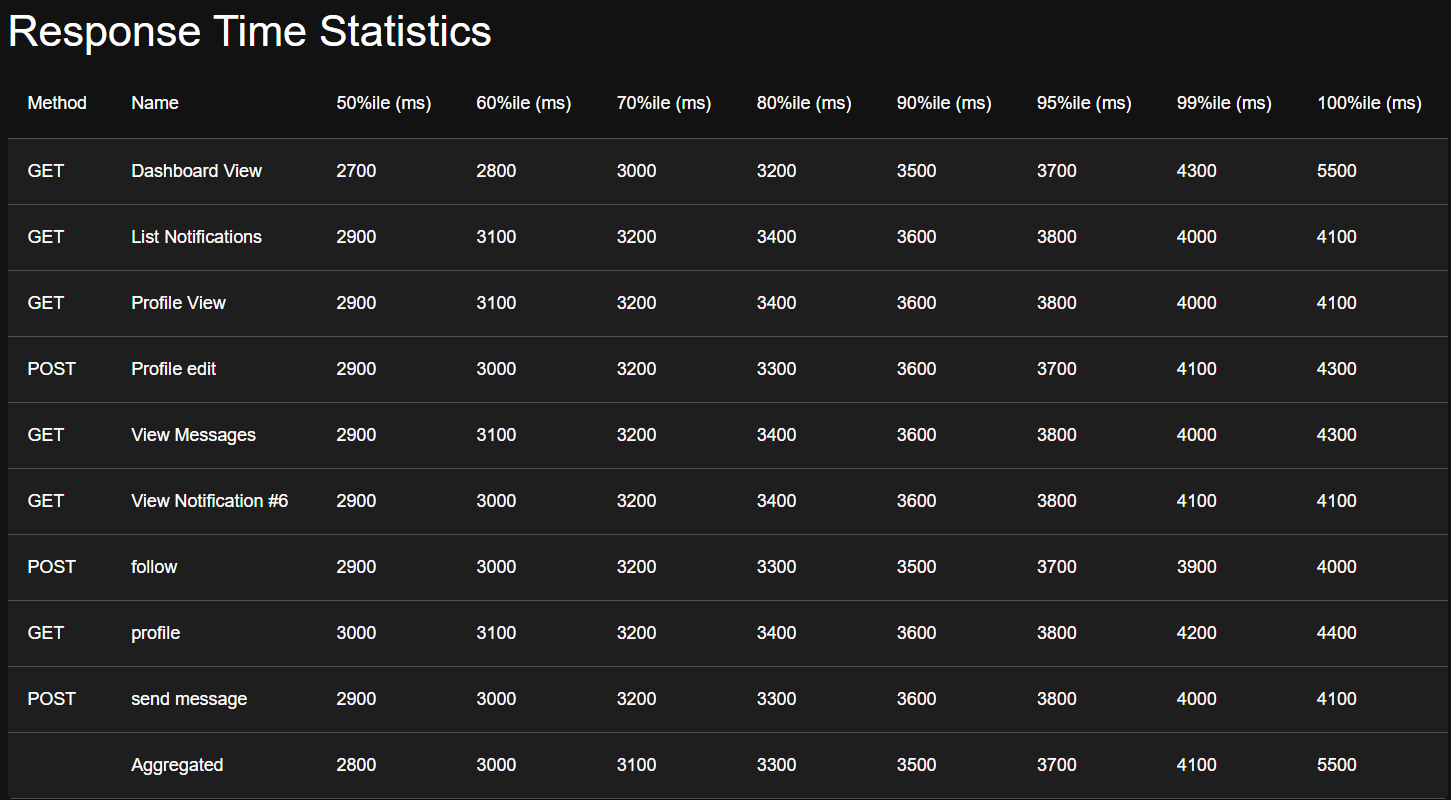 Response Time Statistics
Method Name 50%ile (ms) 60%ile (ms) 70%ile (ms) 80%ile (ms) 90%ile (ms) 95%ile (ms) 99%ile (ms) 100%ile (ms)
GET Dashboard View 2700 2800 3000 3200 3500 3700 4300 5500
GET List Notifications 2900 3100 3200 3400 3600 3800 4000 4100
GET Profile View 2900 3100 3200 3400 3600 3800 4000 4100
POST Profile edit 2900 3000 3200 3300 3600 3700 4100 4300
GET View Messages 2900 3100 3200 3400 3600 3800 4000 4300
GET View Notification #6 2900 3000 3200 3400 3600 3800 4100 4100
POST follow 2900 3000 3200 3300 3500 3700 3900 4000
GET profile 3000 3100 3200 3400 3600 3800 4200 4400
POST send message 2900 3000 3200 3300 3600 3800 4000 4100
Aggregated 2800 3000 3100 3300 3500 3700 4100 5500